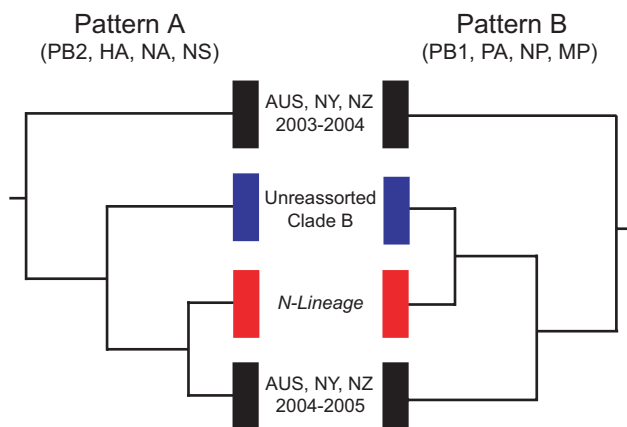 Pattern A
(PB2, HA, NA, NS)
Pattern B
(PB1, PA, NP, MP)
AUS, NY, NZ
2003-2004
Unreassorted
Clade B
N-Lineage
AUS, NY, NZ
2004-2005